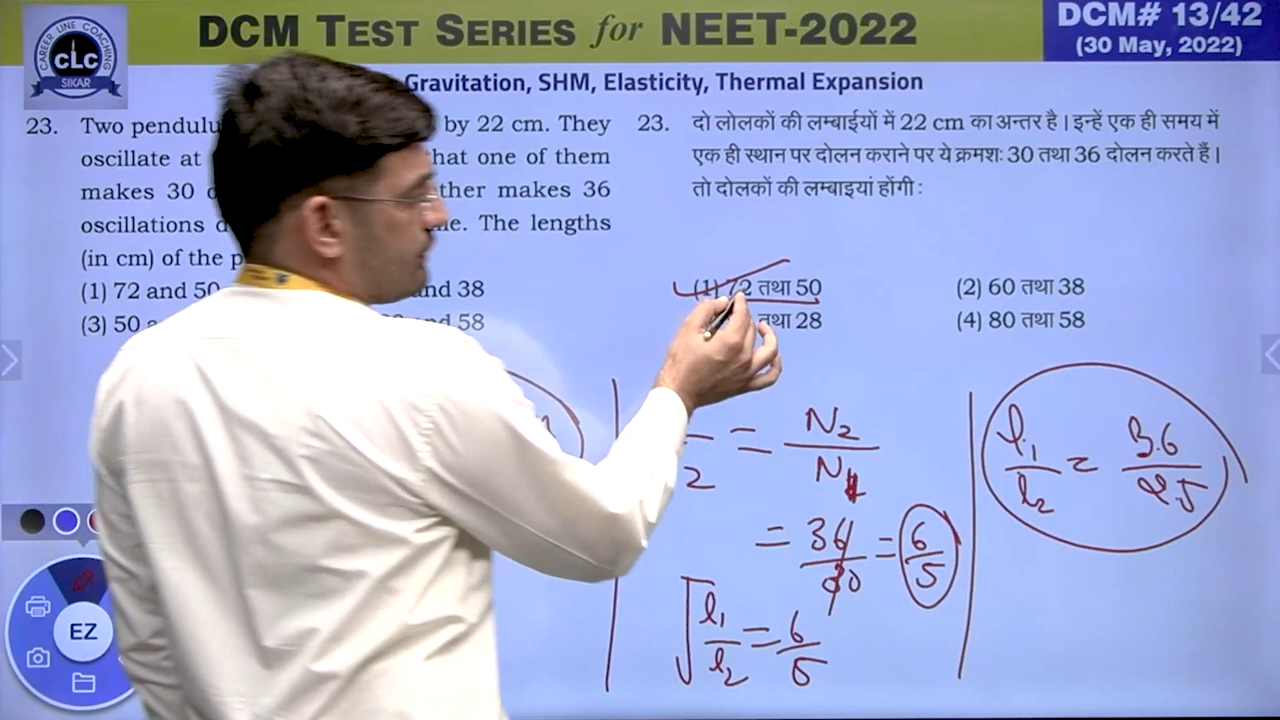 DCM TEST SERIES for NEET-2022
DCM# 13/42
(30 May, 2022)
CAREER LINE COACHING
CLC
SIKAR
Gravitation, SHM, Elasticity, Thermal Expansion
23. Two by 22 cm. They
oscillate at hat one of them
makes 30 makes 36
oscillations The lengths
(in cm) of the
(1) 72 and 50 and 38
(3) 50 58
23. दो लोलकों की लम्बाईयों में 22 cm का अन्तर है। इन्हें एक ही समय में
एक ही स्थान पर दोलन कराने पर ये क्रमशः 30 तथा 36 दोलन करते हैं।
तो दोलकों की लम्बाइयां होंगी :
(1) 72 तथा 50 (2) 60 तथा 38
तथा 28 (4) 80 तथा 58
2 = N2 / N1
= 36 / 30 = 6 / 5
√ l1 / l2 = 6 / 5
l1 / l2 = 36 / 25
EZ